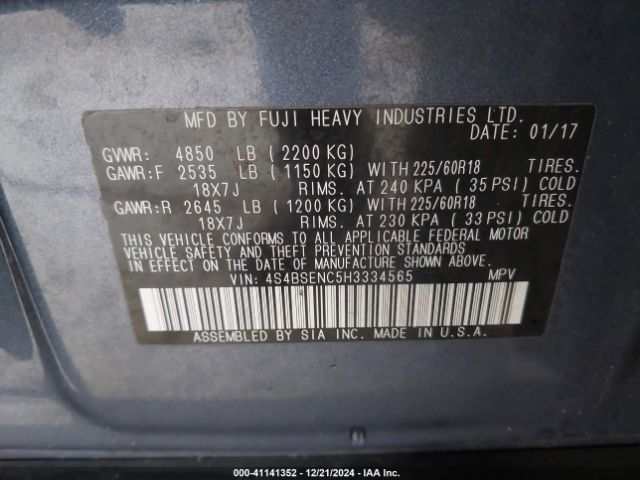 MFD BY FUJI HEAVY INDUSTRIES LTD.
DATE: 01/17
GVWR: 4850 LB ( 2200 KG)
GAWR:F 2535 LB ( 1150 KG) WITH 225/60R18 TIRES.
18X7J RIMS. AT 240 KPA ( 35 PSI) COLD
GAWR:R 2645 LB ( 1200 KG) WITH 225/60R18 TIRES.
18X7J RIMS. AT 230 KPA ( 33 PSI) COLD
THIS VEHICLE CONFORMS TO ALL APPLICABLE FEDERAL MOTOR
VEHICLE SAFETY AND THEFT PREVENTION STANDARDS
IN EFFECT ON THE DATE OF MANUFACTURE SHOWN ABOVE.
VIN: 4S4BSENC5H3334565 MPV
ASSEMBLED BY SIA INC. MADE IN U.S.A.
000-41141352 - 12/21/2024 - IAA Inc.